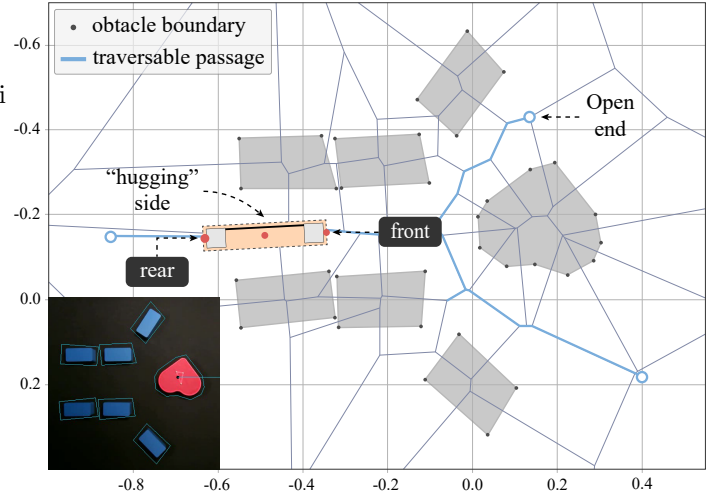 obstacle boundary
traversable passage
i
Open
end
“hugging”
side
front
rear
-0.6
-0.4
-0.2
0.0
0.2
-0.8
-0.6
-0.4
-0.2
0.0
0.2
0.4